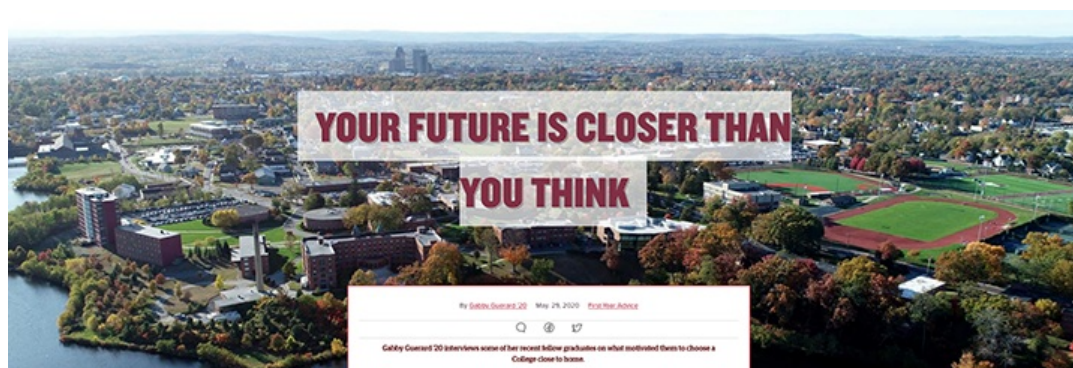 YOUR FUTURE IS CLOSER THAN
YOU THINK
By Gabby Guerard '20 May 29, 2020 First Year Advice
Gabby Guerard '20 interviews some of her recent fellow graduates on what motivated them to choose a
College close to home.